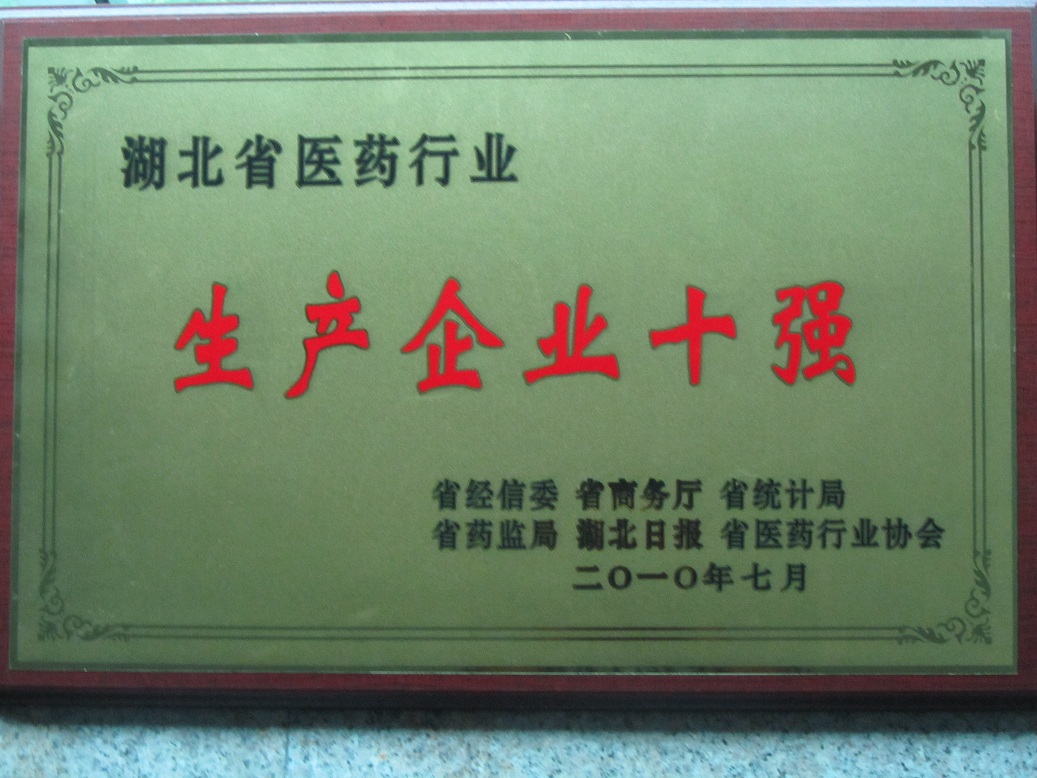 湖北省医药行业
生产企业十强
省经信委 省商务厅 省统计局
省药监局 湖北日报 省医药行业协会
二〇一〇年七月